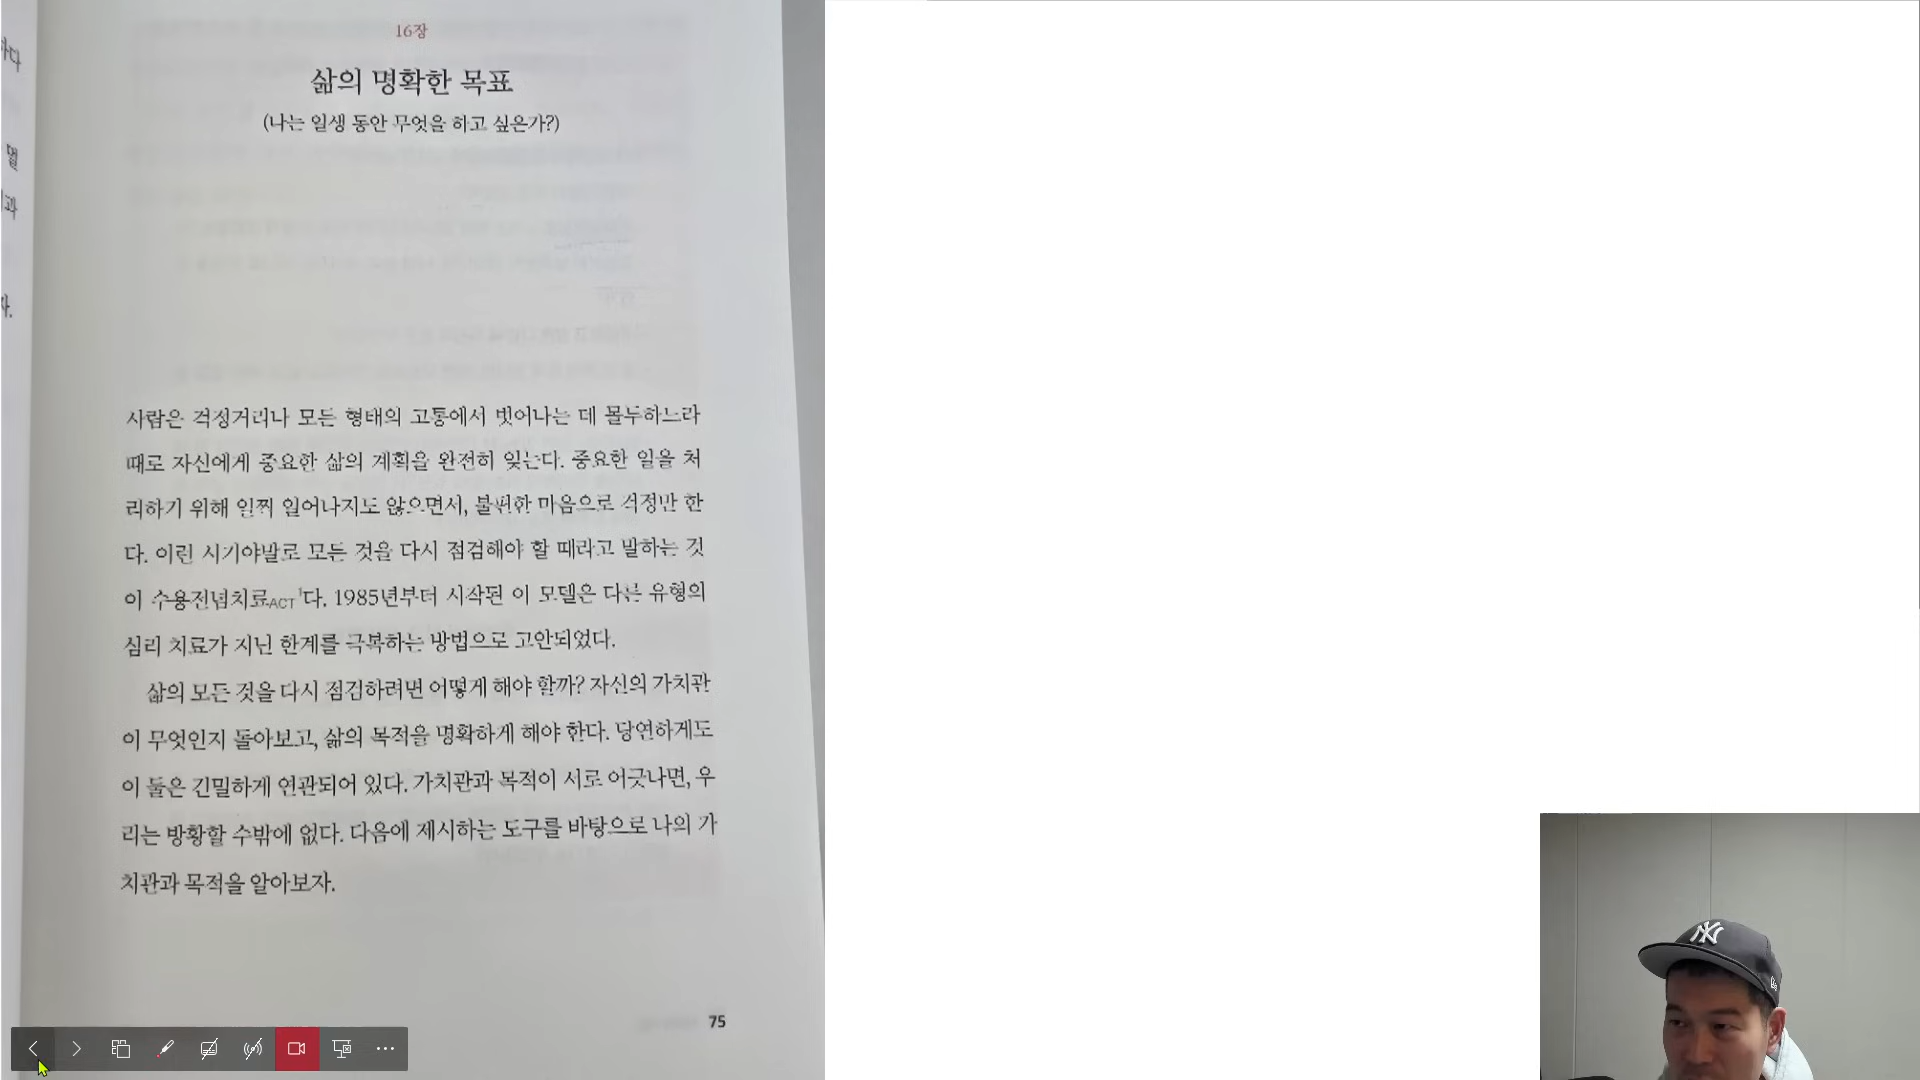 16장
삶의 명확한 목표
(나는 일생 동안 무엇을 하고 싶은가?)
사람은 걱정거리나 모든 형태의 고통에서 벗어나는 데 몰두하느라
때로 자신에게 중요한 삶의 계획을 완전히 잊는다. 중요한 일을 처
리하기 위해 일찍 일어나지도 않으면서, 불편한 마음으로 걱정만 한
다. 이런 시기야말로 모든 것을 다시 점검해야 할 때라고 말하는 것
이 수용전념치료ACT¹다. 1985년부터 시작된 이 모델은 다른 유형의
심리 치료가 지닌 한계를 극복하는 방법으로 고안되었다.
삶의 모든 것을 다시 점검하려면 어떻게 해야 할까? 자신의 가치관
이 무엇인지 돌아보고, 삶의 목적을 명확하게 해야 한다. 당연하게도
이 둘은 긴밀하게 연관되어 있다. 가치관과 목적이 서로 어긋나면, 우
리는 방황할 수밖에 없다. 다음에 제시하는 도구를 바탕으로 나의 가
치관과 목적을 알아보자.
75
NY